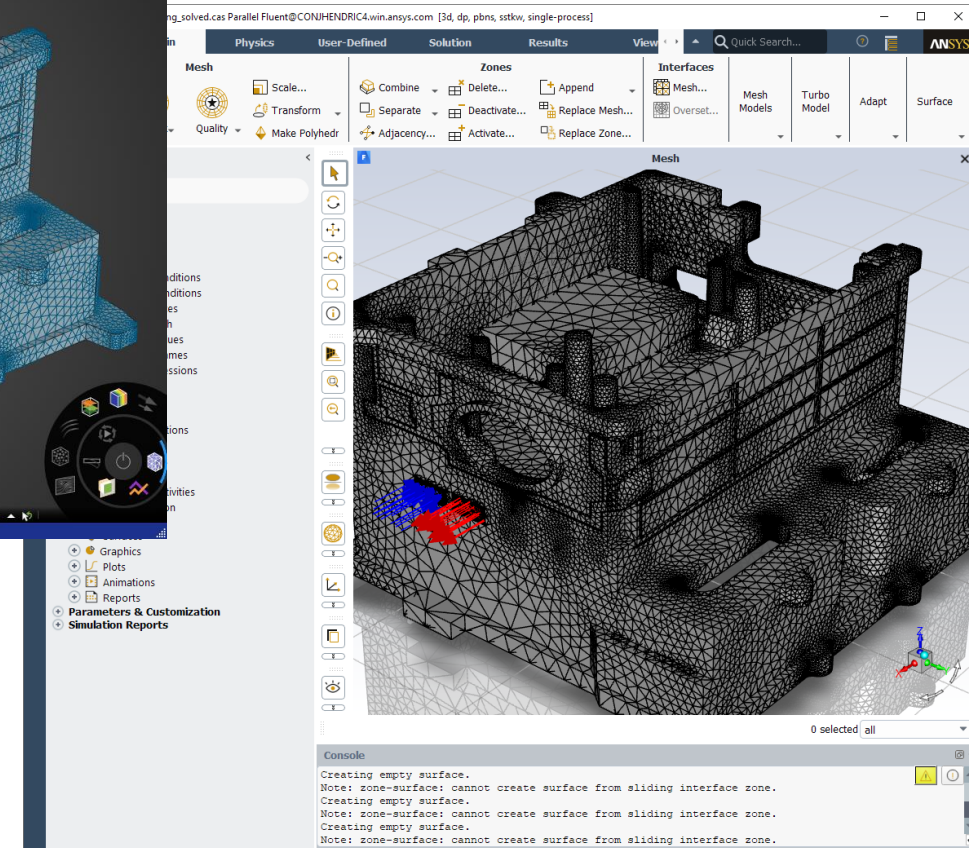 ng_solved.cas Parallel Fluent@CONJHENDRIC4.win.ansys.com [3d, dp, pbns, sstkw, single-process]
in Physics User-Defined Solution Results View Quick Search... ANSYS
Mesh Zones Interfaces
Scale... Combine Delete... Append Mesh...
Transform Separate Deactivate... Replace Mesh... Overset...
Quality Make Polyhedr Adjacency... Activate... Replace Zone...
Mesh Models
Turbo Model
Adapt
Surface
Mesh
nditions
nditions
es
h
ues
mes
essions
ions
tivities
on
Graphics
Plots
Animations
Reports
Parameters & Customization
Simulation Reports
Z
X
0 selected all
Console
Creating empty surface.
Note: zone-surface: cannot create surface from sliding interface zone.
Creating empty surface.
Note: zone-surface: cannot create surface from sliding interface zone.
Creating empty surface.
Note: zone-surface: cannot create surface from sliding interface zone.